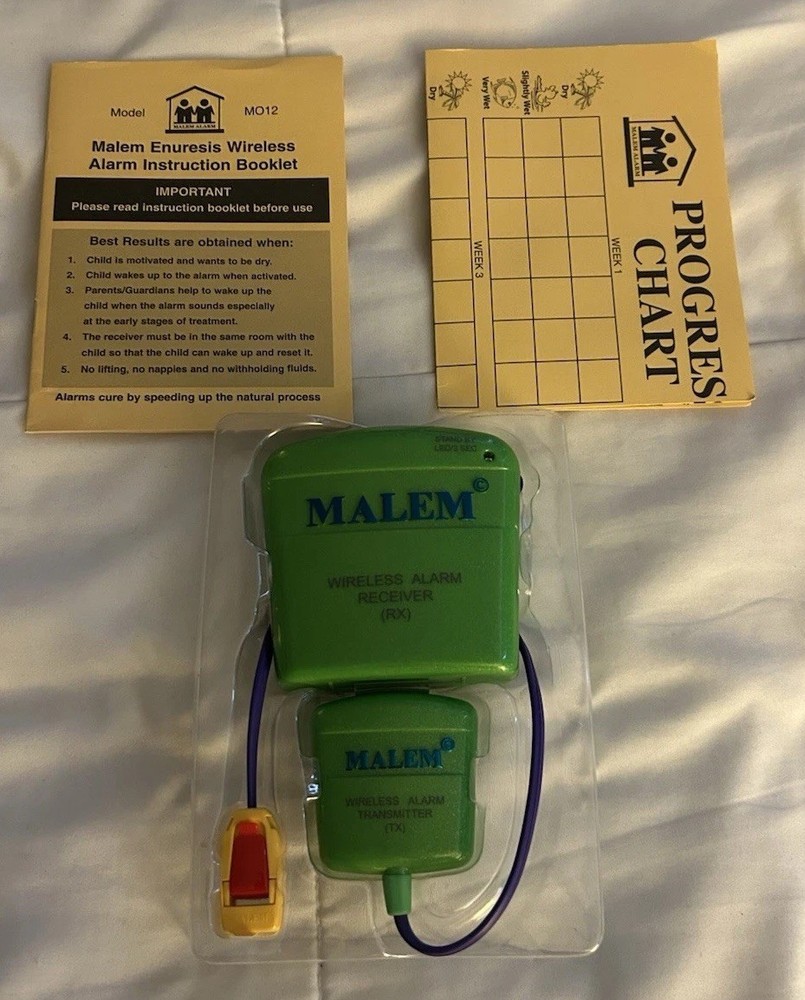 Model
MO12
MALEM ALARM
Malem Enuresis Wireless
Alarm Instruction Booklet
IMPORTANT
Please read instruction booklet before use
Best Results are obtained when:
1. Child is motivated and wants to be dry.
2. Child wakes up to the alarm when activated.
3. Parents/Guardians help to wake up the
child when the alarm sounds especially
at the early stages of treatment.
4. The receiver must be in the same room with the
child so that the child can wake up and reset it.
5. No lifting, no nappies and no withholding fluids.
Alarms cure by speeding up the natural process
MALEM ALARM
PROGRES
CHART
WEEK 1
Dry
Slightly Wet
Very Wet
WEEK 3
Dry
STAND BY
MALEM©
WIRELESS ALARM
RECEIVER
(RX)
MALEM©
WIRELESS ALARM
TRANSMITTER
(TX)